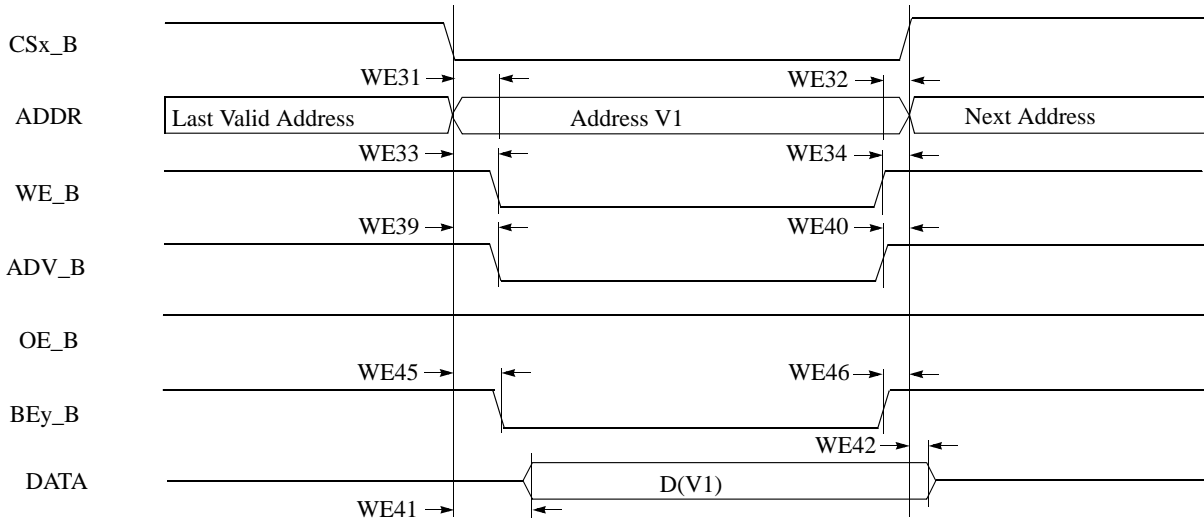 CSx_B
WE31
WE32
ADDR
Last Valid Address
Address V1
Next Address
WE33
WE34
WE_B
WE39
WE40
ADV_B
OE_B
WE45
WE46
BEy_B
WE42
DATA
D(V1)
WE41